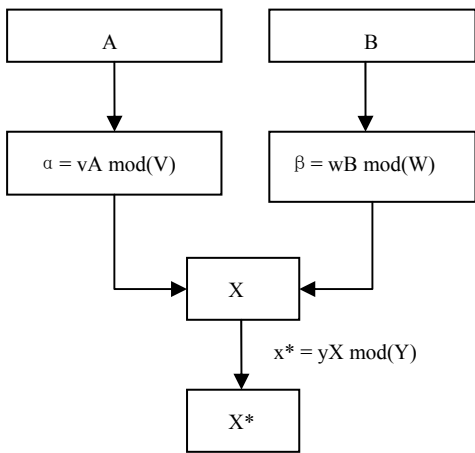 A
B
α = vA mod(V)
β = wB mod(W)
X
x* = yX mod(Y)
X*